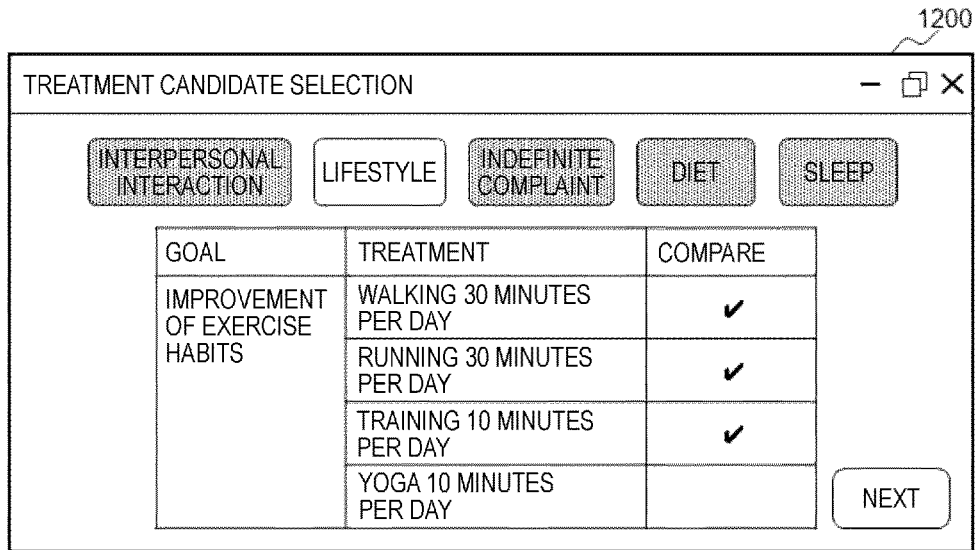 1200
TREATMENT CANDIDATE SELECTION
INTERPERSONAL
INTERACTION
LIFESTYLE
INDEFINITE
COMPLAINT
DIET
SLEEP
GOAL
TREATMENT
COMPARE
IMPROVEMENT
OF EXERCISE
HABITS
WALKING 30 MINUTES
PER DAY
RUNNING 30 MINUTES
PER DAY
TRAINING 10 MINUTES
PER DAY
YOGA 10 MINUTES
PER DAY
NEXT